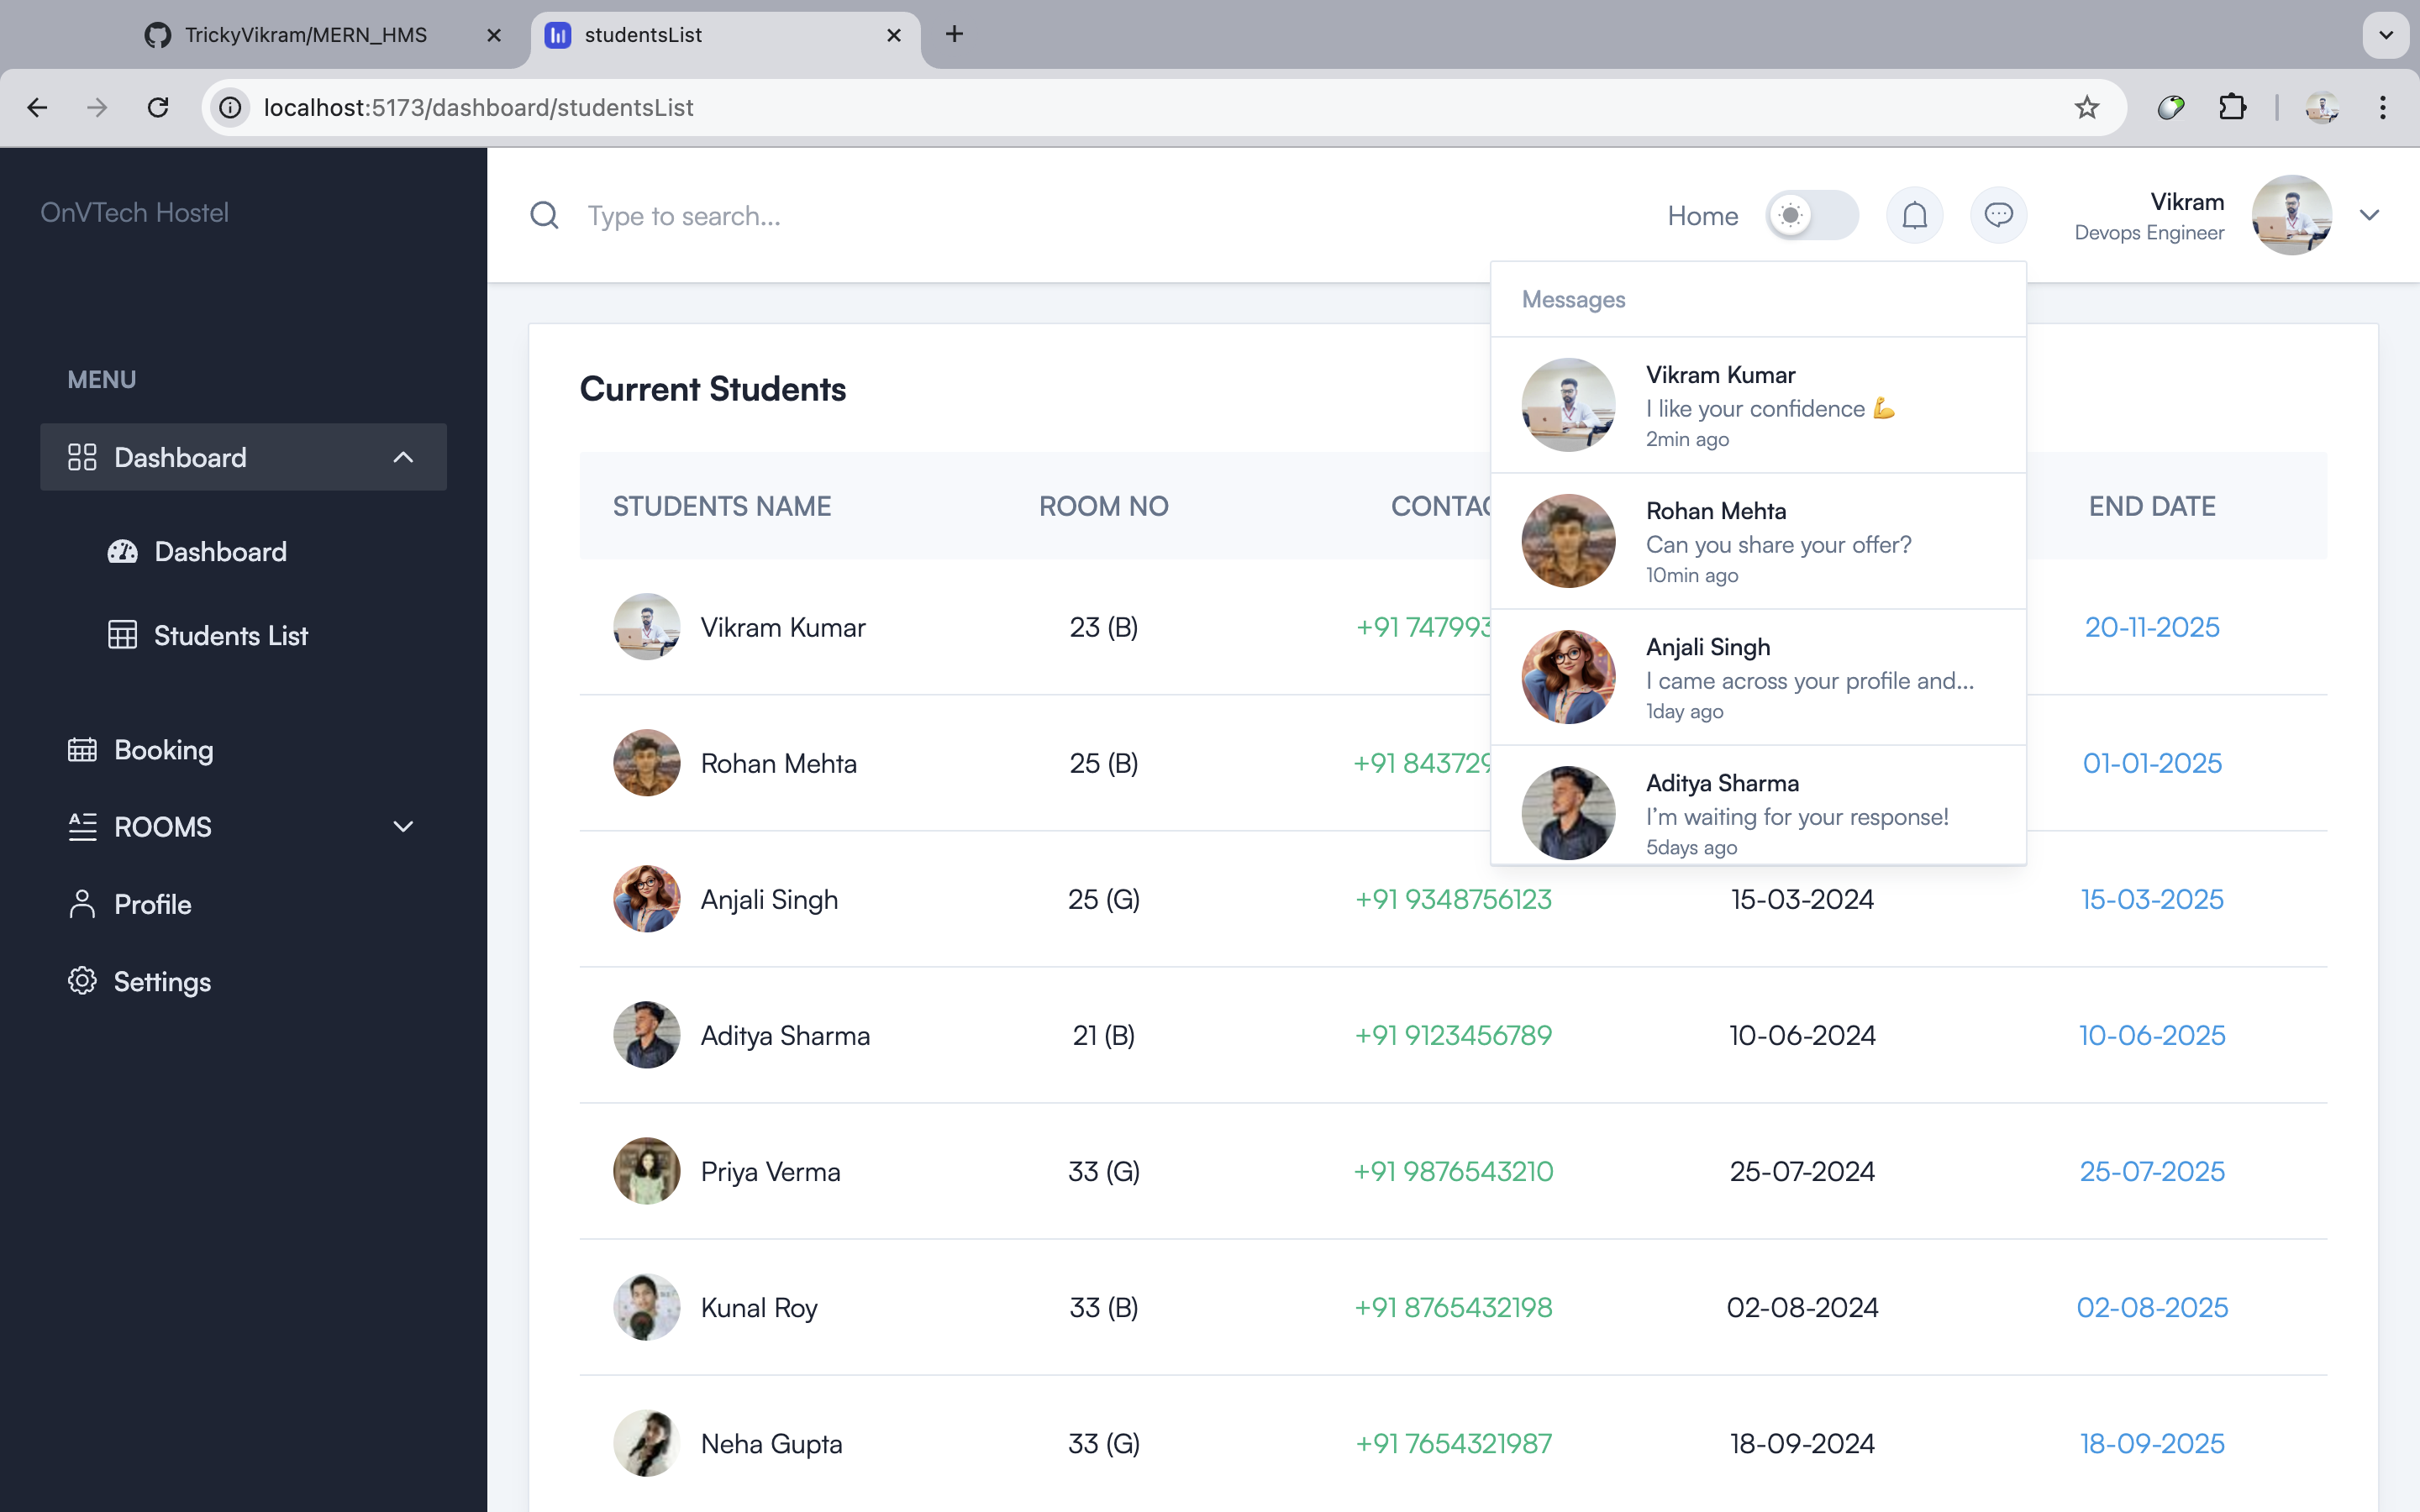 TrickyVikram/MERN_HMS
studentsList
localhost:5173/dashboard/studentsList
OnVTech Hostel
Type to search...
Home
Vikram
Devops Engineer
MENU
Dashboard
Dashboard
Students List
Booking
ROOMS
Profile
Settings
Messages
Vikram Kumar
I like your confidence 💪
2min ago
Rohan Mehta
Can you share your offer?
10min ago
Anjali Singh
I came across your profile and...
1day ago
Aditya Sharma
I’m waiting for your response!
5days ago
Current Students
STUDENTS NAME ROOM NO CONTAC END DATE
Vikram Kumar 23 (B) +91 747993 20-11-2025
Rohan Mehta 25 (B) +91 843729 01-01-2025
Anjali Singh 25 (G) +91 9348756123 15-03-2024 15-03-2025
Aditya Sharma 21 (B) +91 9123456789 10-06-2024 10-06-2025
Priya Verma 33 (G) +91 9876543210 25-07-2024 25-07-2025
Kunal Roy 33 (B) +91 8765432198 02-08-2024 02-08-2025
Neha Gupta 33 (G) +91 7654321987 18-09-2024 18-09-2025